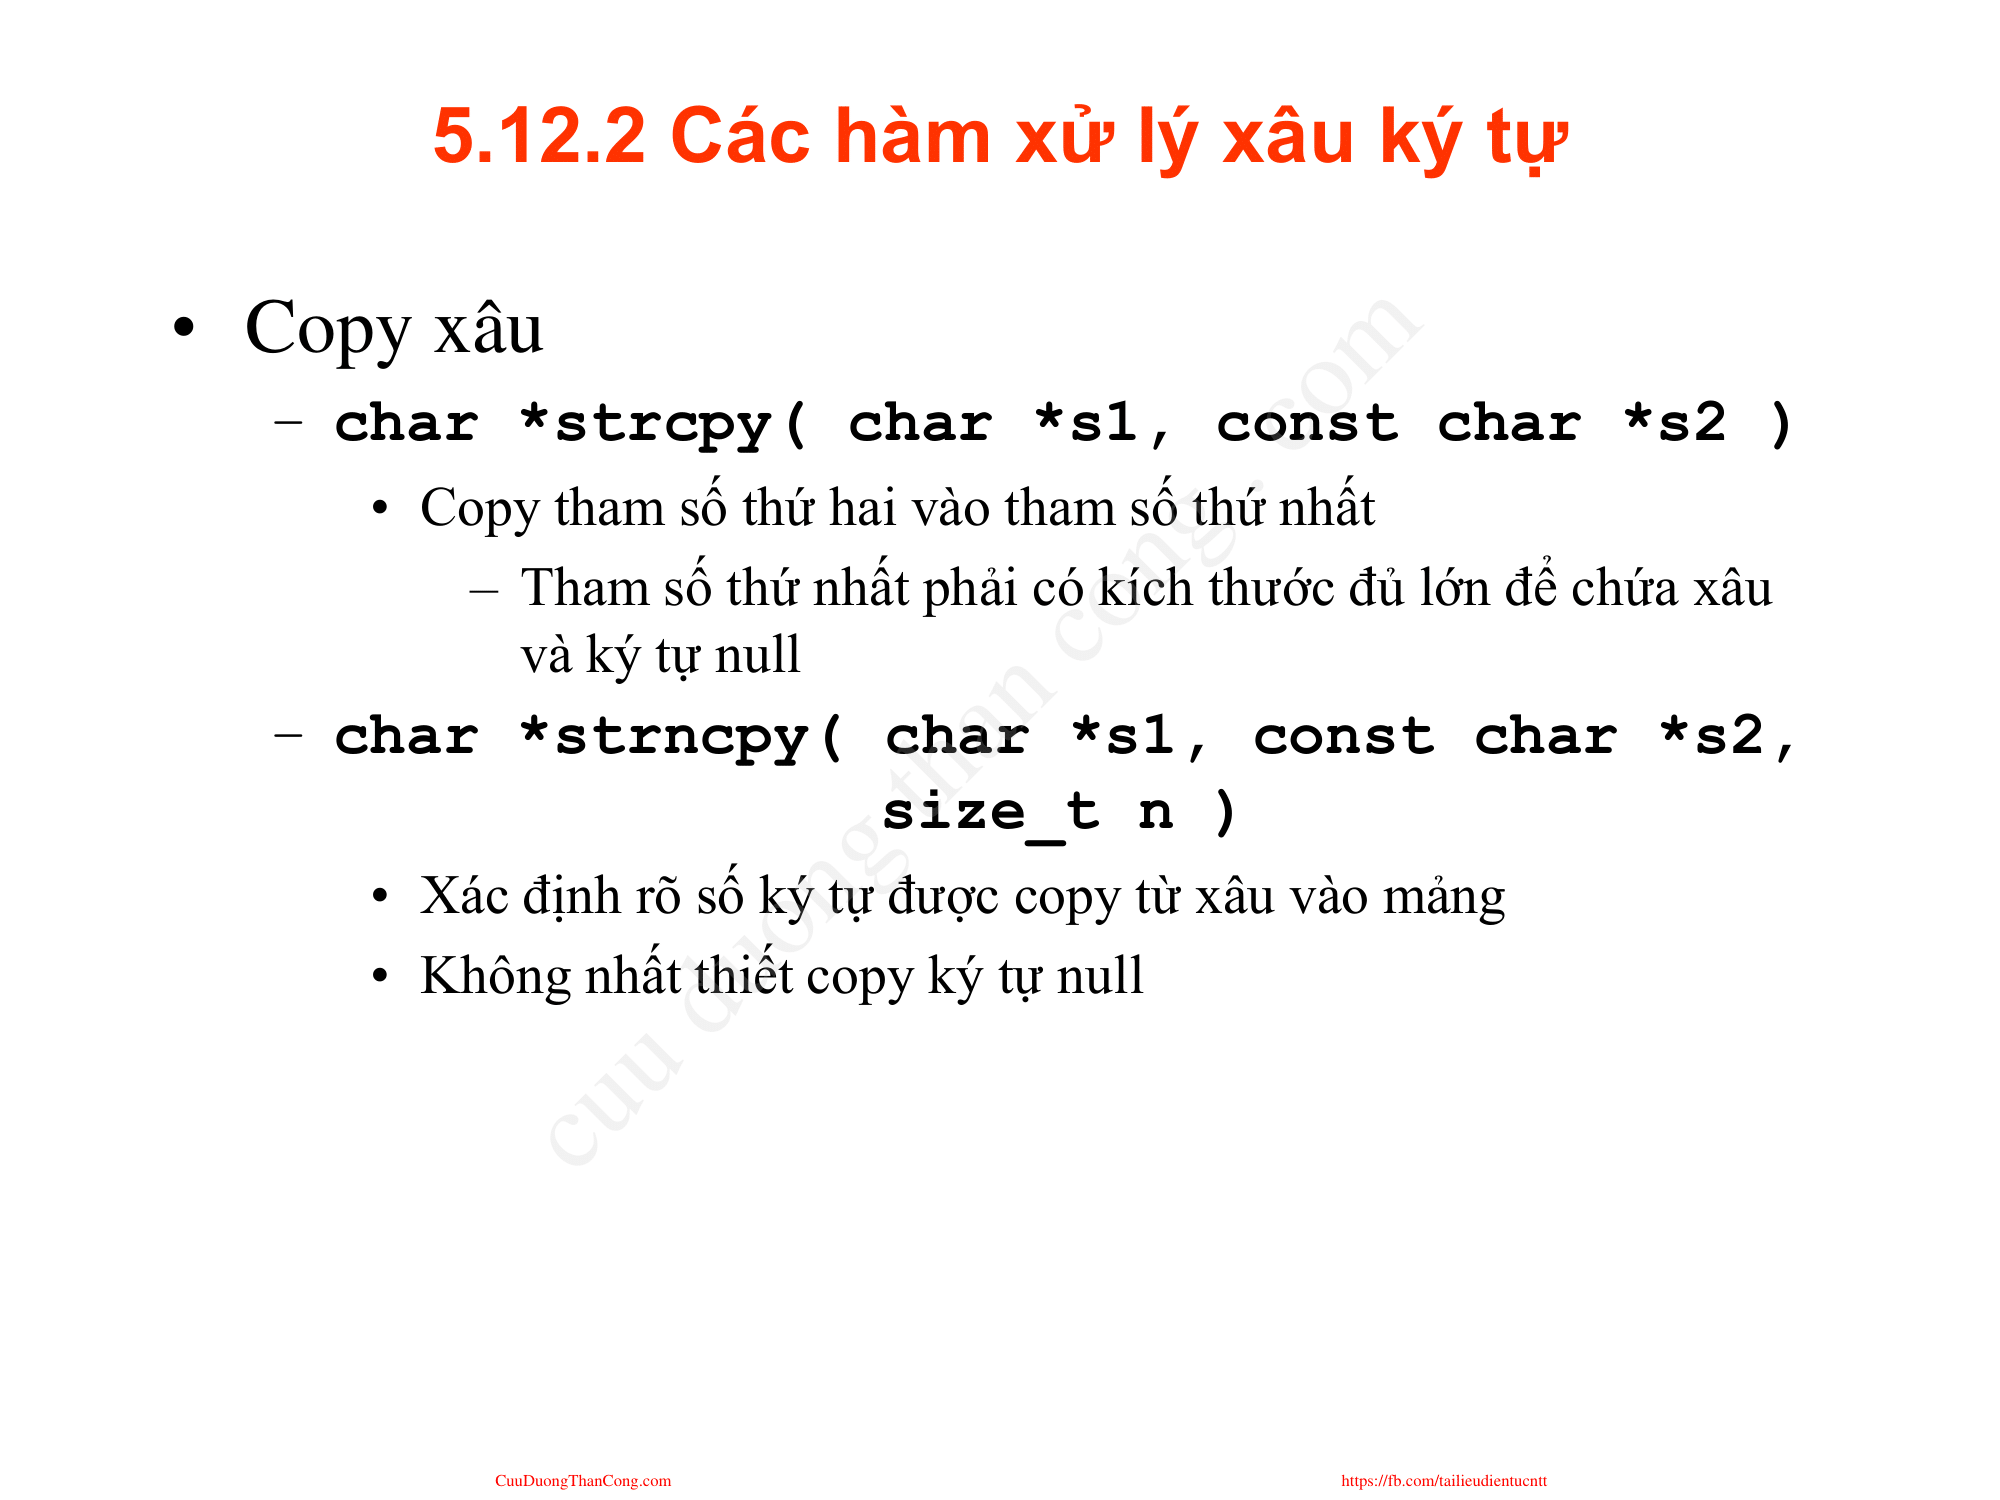 5.12.2 Các hàm xử lý xâu ký tự
• Copy xâu
– char *strcpy( char *s1, const char *s2 )
• Copy tham số thứ hai vào tham số thứ nhất
– Tham số thứ nhất phải có kích thước đủ lớn để chứa xâu
và ký tự null
– char *strncpy( char *s1, const char *s2,
size_t n )
• Xác định rõ số ký tự được copy từ xâu vào mảng
• Không nhất thiết copy ký tự null
cuu duong than cong . com
CuuDuongThanCong.com
https://fb.com/tailieudientucntt